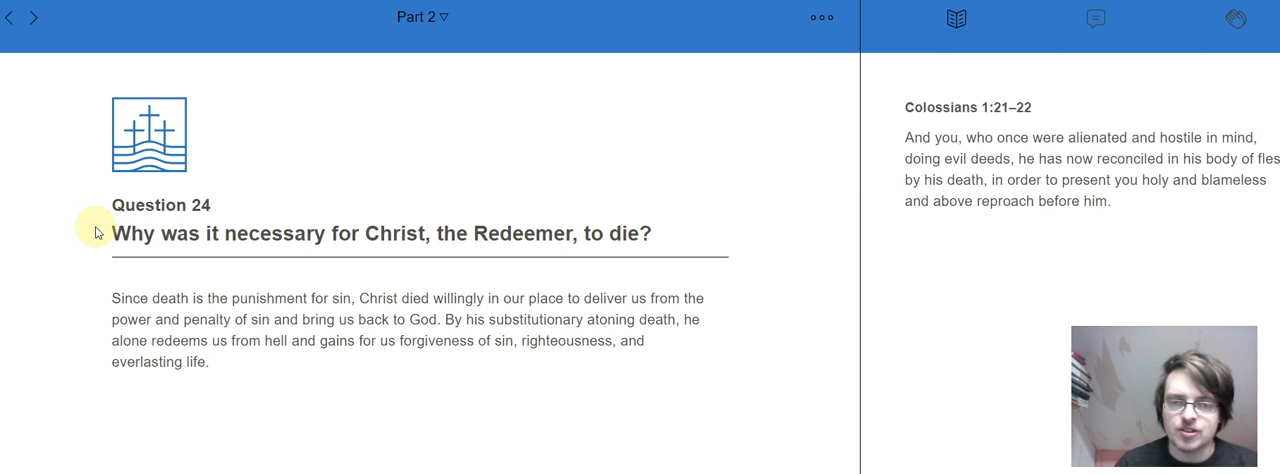 Part 2 ▽
Question 24
Why was it necessary for Christ, the Redeemer, to die?
Since death is the punishment for sin, Christ died willingly in our place to deliver us from the
power and penalty of sin and bring us back to God. By his substitutionary atoning death, he
alone redeems us from hell and gains for us forgiveness of sin, righteousness, and
everlasting life.
Colossians 1:21–22
And you, who once were alienated and hostile in mind,
doing evil deeds, he has now reconciled in his body of fles
by his death, in order to present you holy and blameless
and above reproach before him.